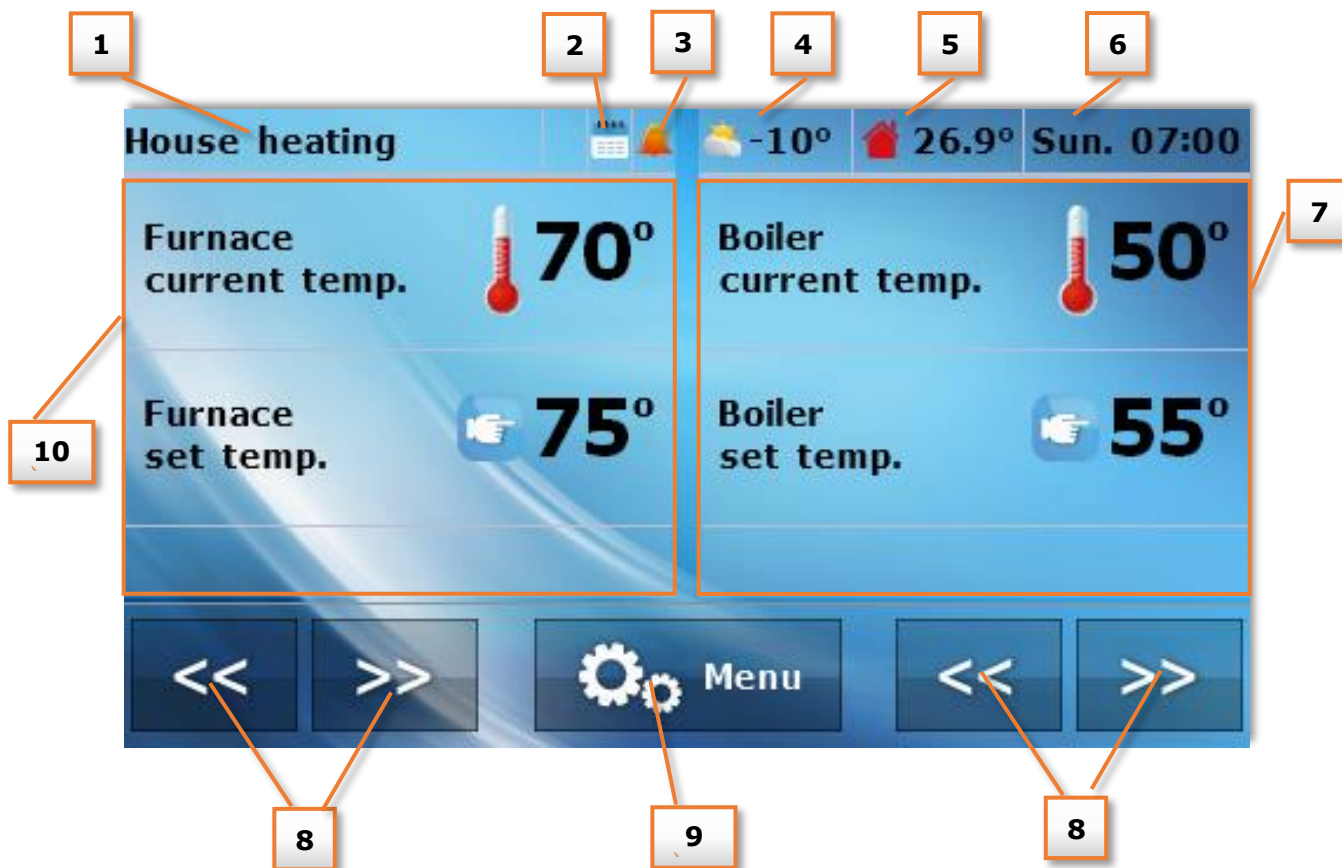 1
2
3
4
5
6
House heating
-10°
26.9°
Sun. 07:00
7
Furnace
current temp.
70°
Boiler
current temp.
50°
10
Furnace
set temp.
75°
Boiler
set temp.
55°
<<
>>
Menu
<<
>>
8
9
8